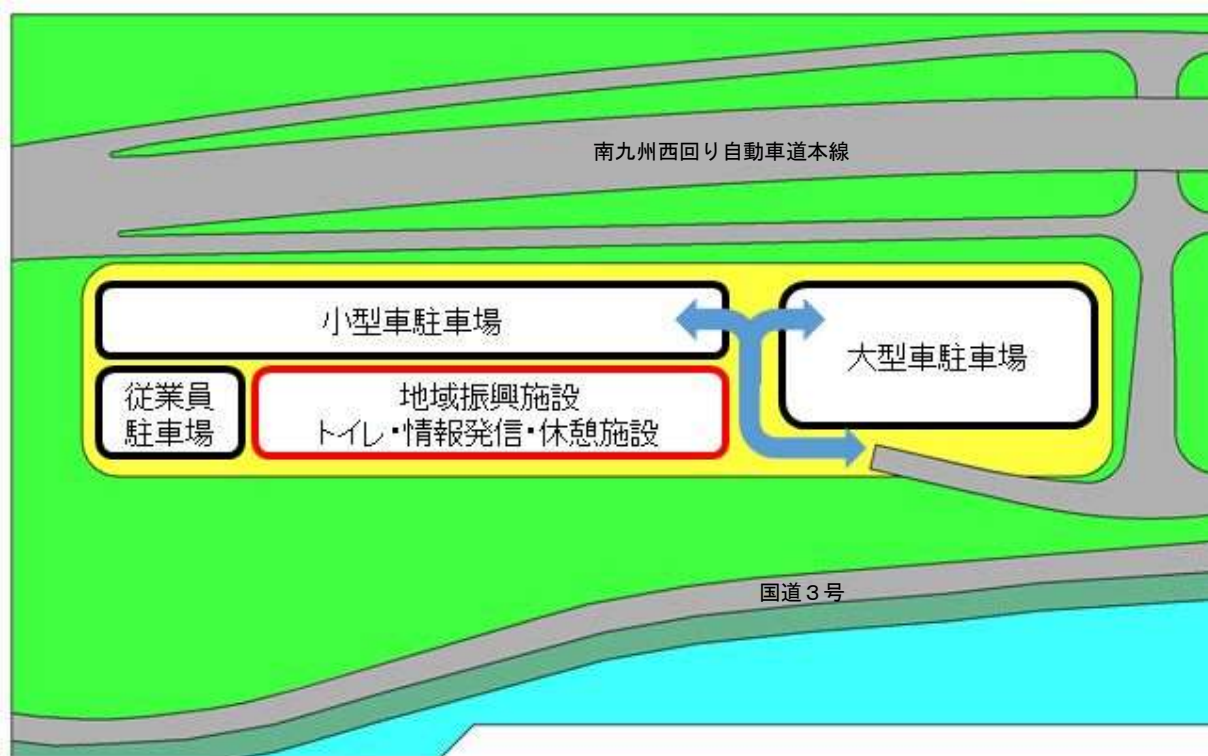 南九州西回り自動車道本線
小型車駐車場
大型車駐車場
従業員
駐車場
地域振興施設
トイレ・情報発信・休憩施設
国道３号